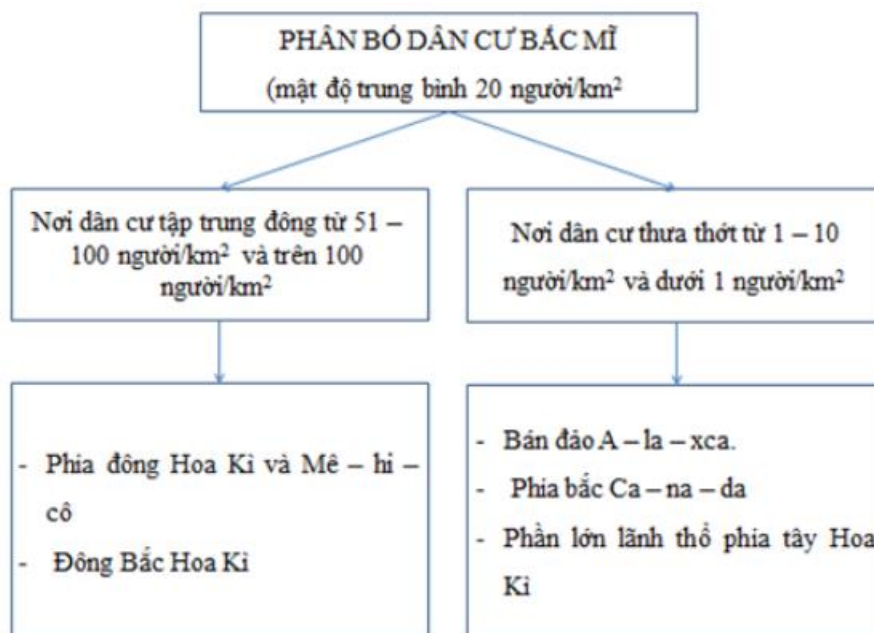 PHÂN BỐ DÂN CƯ BẮC MĨ
(mật độ trung bình 20 người/km²
Nơi dân cư tập trung đông từ 51 –
100 người/km² và trên 100
người/km²
Nơi dân cư thưa thớt từ 1 – 10
người/km² và dưới 1 người/km²
- Phía đông Hoa Kì và Mê – hi –
cô
- Đông Bắc Hoa Kì
- Bán đảo A – la – xca.
- Phía bắc Ca – na – da
- Phần lớn lãnh thổ phía tây Hoa
Kì